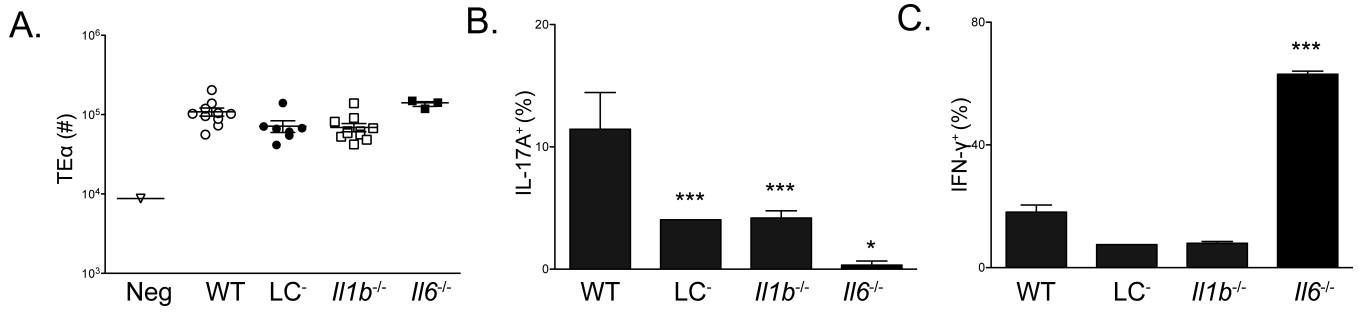 A.
TEα (#)
10⁶
10⁵
10⁴
10³
Neg WT LC⁻ Il1b⁻/⁻ Il6⁻/⁻
B.
IL-17A⁺ (%)
20
10
0
*** *** *
WT LC⁻ Il1b⁻/⁻ Il6⁻/⁻
C.
IFN-γ⁺ (%)
80
40
0
***
WT LC⁻ Il1b⁻/⁻ Il6⁻/⁻